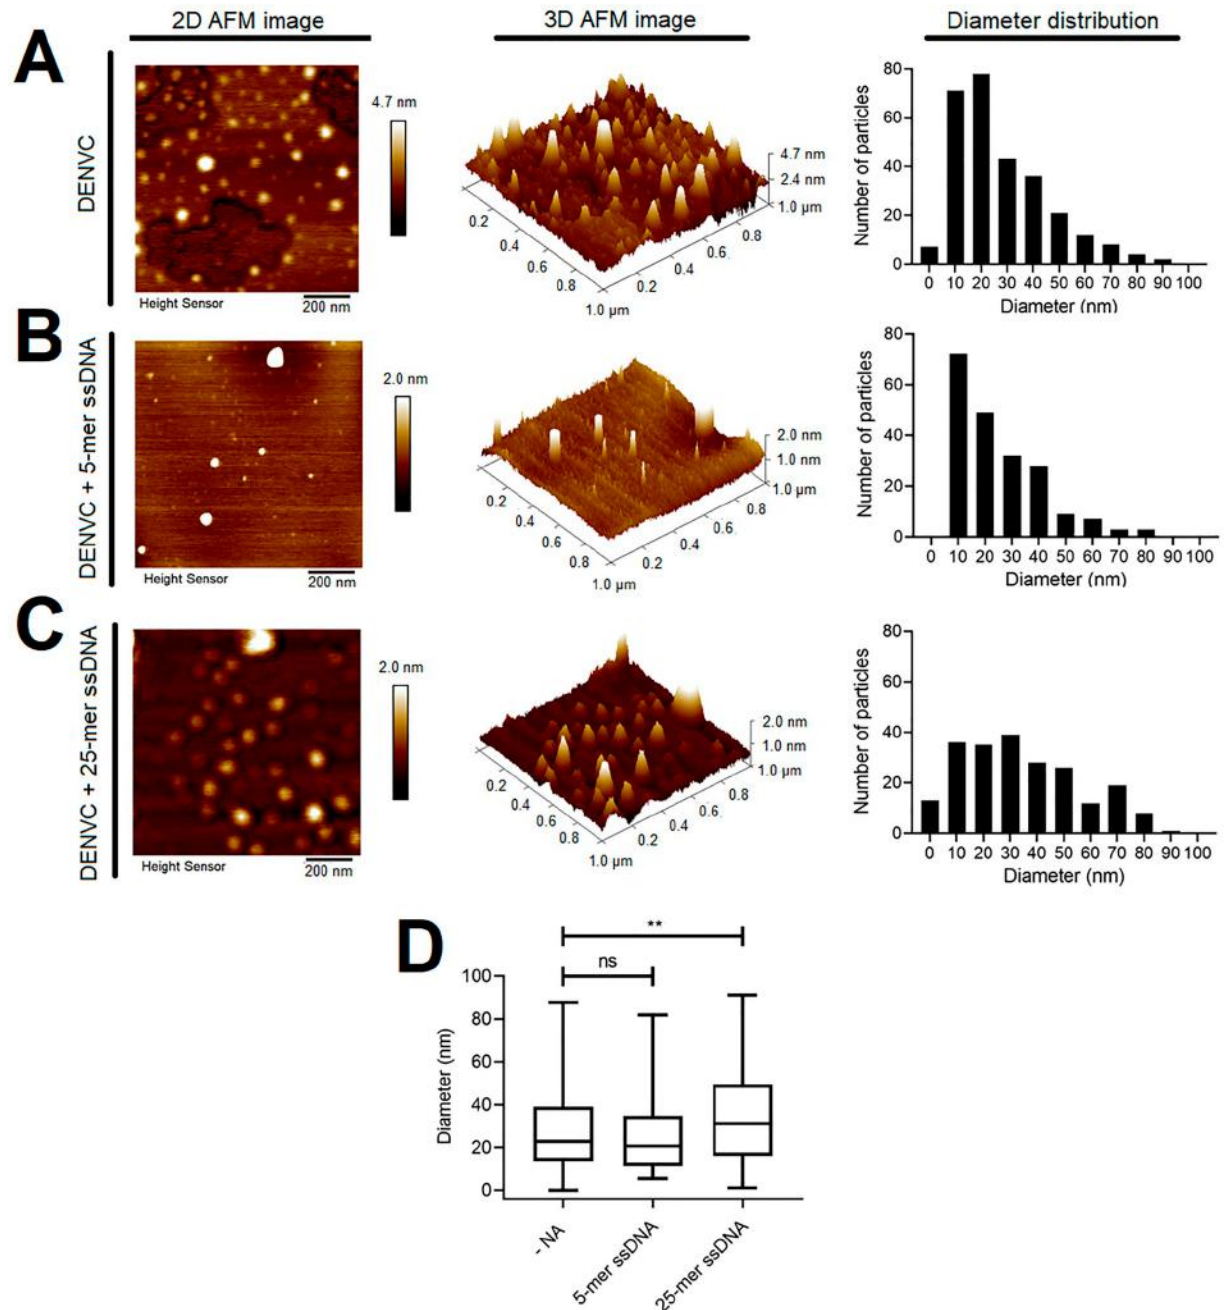 2D AFM image
3D AFM image
Diameter distribution
A
DENVC
4.7 nm
Height Sensor
200 nm
4.7 nm
2.4 nm
1.0 µm
0.2
0.4
0.6
0.8
1.0 µm
0.2
0.4
0.6
0.8
Number of particles
80
60
40
20
0
0 10 20 30 40 50 60 70 80 90 100
Diameter (nm)
B
DENVC + 5-mer ssDNA
2.0 nm
Height Sensor
200 nm
2.0 nm
1.0 nm
1.0 µm
0.2
0.4
0.6
0.8
1.0 µm
0.2
0.4
0.6
0.8
Number of particles
80
60
40
20
0
0 10 20 30 40 50 60 70 80 90 100
Diameter (nm)
C
DENVC + 25-mer ssDNA
2.0 nm
Height Sensor
200 nm
2.0 nm
1.0 nm
1.0 µm
0.2
0.4
0.6
0.8
1.0 µm
0.2
0.4
0.6
0.8
Number of particles
80
60
40
20
0
0 10 20 30 40 50 60 70 80 90 100
Diameter (nm)
D
**
ns
Diameter (nm)
100
80
60
40
20
0
- NA
5-mer ssDNA
25-mer ssDNA